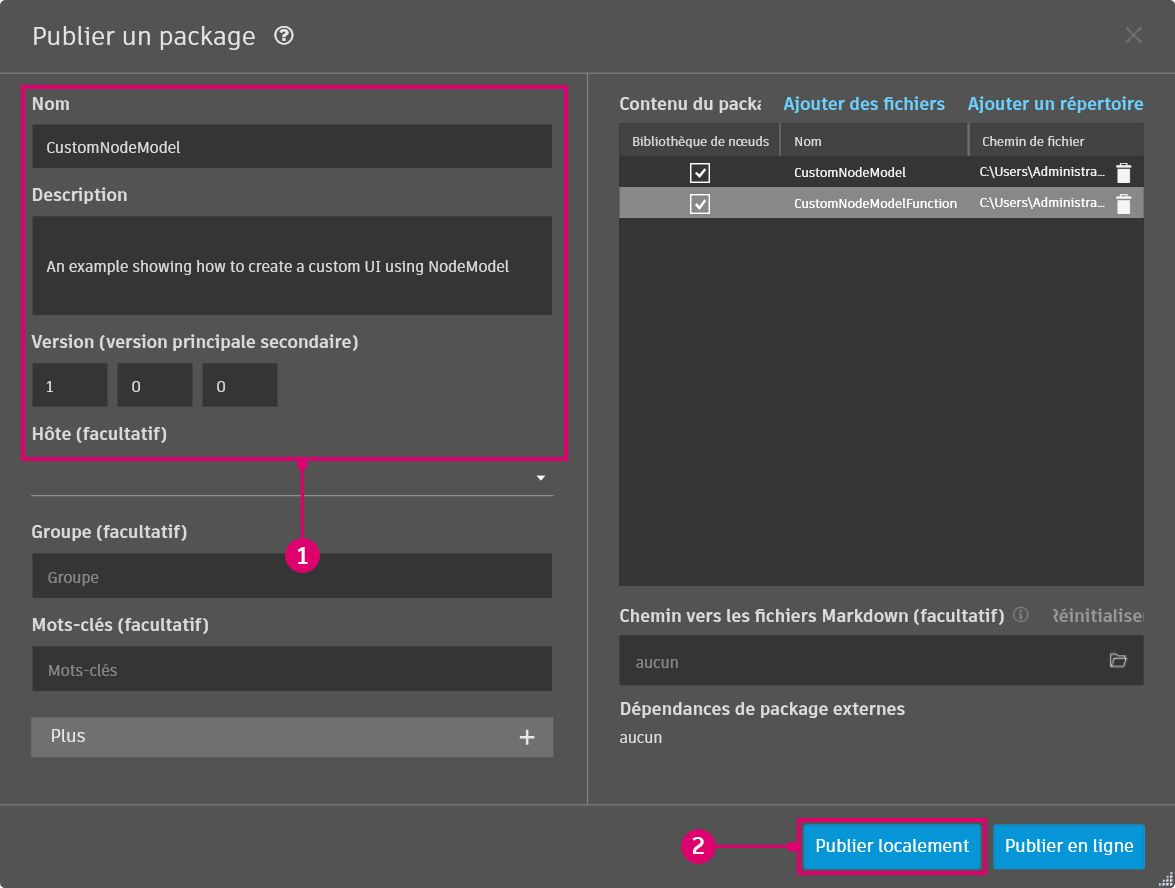 Publier un package
Nom
CustomNodeModel
Description
An example showing how to create a custom UI using NodeModel
Version (version principale secondaire)
1 0 0
Hôte (facultatif)
1
Groupe (facultatif)
Groupe
Mots-clés (facultatif)
Mots-clés
Plus
Contenu du packa Ajouter des fichiers Ajouter un répertoire
Bibliothèque de nœuds Nom Chemin de fichier
CustomNodeModel C:\Users\Administra...
CustomNodeModelFunction C:\Users\Administra...
Chemin vers les fichiers Markdown (facultatif) Réinitialiser
aucun
Dépendances de package externes
aucun
2
Publier localement Publier en ligne